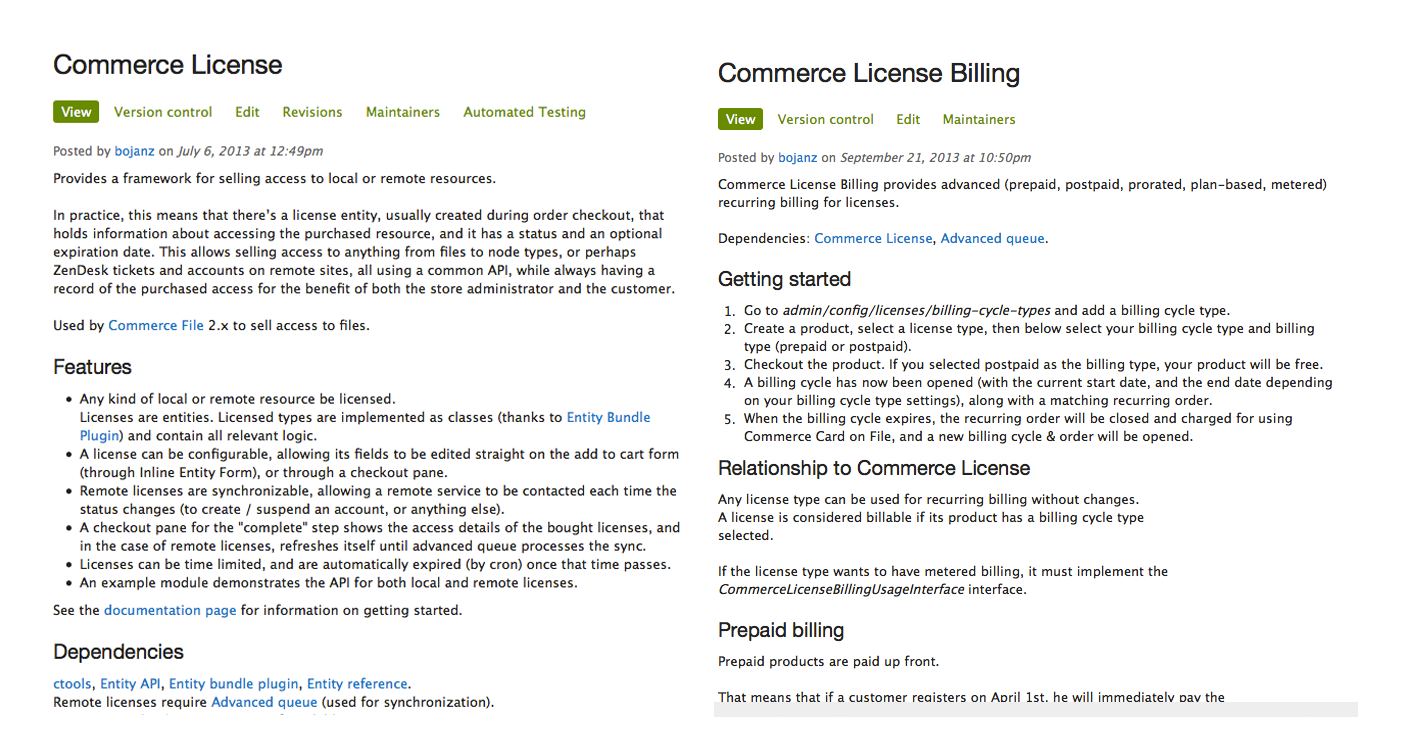 Commerce License
View Version control Edit Revisions Maintainers Automated Testing
Posted by bojanz on July 6, 2013 at 12:49pm
Provides a framework for selling access to local or remote resources.
In practice, this means that there's a license entity, usually created during order checkout, that
holds information about accessing the purchased resource, and it has a status and an optional
expiration date. This allows selling access to anything from files to node types, or perhaps
ZenDesk tickets and accounts on remote sites, all using a common API, while always having a
record of the purchased access for the benefit of both the store administrator and the customer.
Used by Commerce File 2.x to sell access to files.
Features
• Any kind of local or remote resource be licensed.
Licenses are entities. Licensed types are implemented as classes (thanks to Entity Bundle
Plugin) and contain all relevant logic.
• A license can be configurable, allowing its fields to be edited straight on the add to cart form
(through Inline Entity Form), or through a checkout pane.
• Remote licenses are synchronizable, allowing a remote service to be contacted each time the
status changes (to create / suspend an account, or anything else).
• A checkout pane for the "complete" step shows the access details of the bought licenses, and
in the case of remote licenses, refreshes itself until advanced queue processes the sync.
• Licenses can be time limited, and are automatically expired (by cron) once that time passes.
• An example module demonstrates the API for both local and remote licenses.
See the documentation page for information on getting started.
Dependencies
ctools, Entity API, Entity bundle plugin, Entity reference.
Remote licenses require Advanced queue (used for synchronization).
Commerce License Billing
View Version control Edit Maintainers
Posted by bojanz on September 21, 2013 at 10:50pm
Commerce License Billing provides advanced (prepaid, postpaid, prorated, plan-based, metered)
recurring billing for licenses.
Dependencies: Commerce License, Advanced queue.
Getting started
1. Go to admin/config/licenses/billing-cycle-types and add a billing cycle type.
2. Create a product, select a license type, then below select your billing cycle type and billing
type (prepaid or postpaid).
3. Checkout the product. If you selected postpaid as the billing type, your product will be free.
4. A billing cycle has now been opened (with the current start date, and the end date depending
on your billing cycle type settings), along with a matching recurring order.
5. When the billing cycle expires, the recurring order will be closed and charged for using
Commerce Card on File, and a new billing cycle & order will be opened.
Relationship to Commerce License
Any license type can be used for recurring billing without changes.
A license is considered billable if its product has a billing cycle type
selected.
If the license type wants to have metered billing, it must implement the
CommerceLicenseBillingUsageInterface interface.
Prepaid billing
Prepaid products are paid up front.
That means that if a customer registers on April 1st, he will immediately pay the